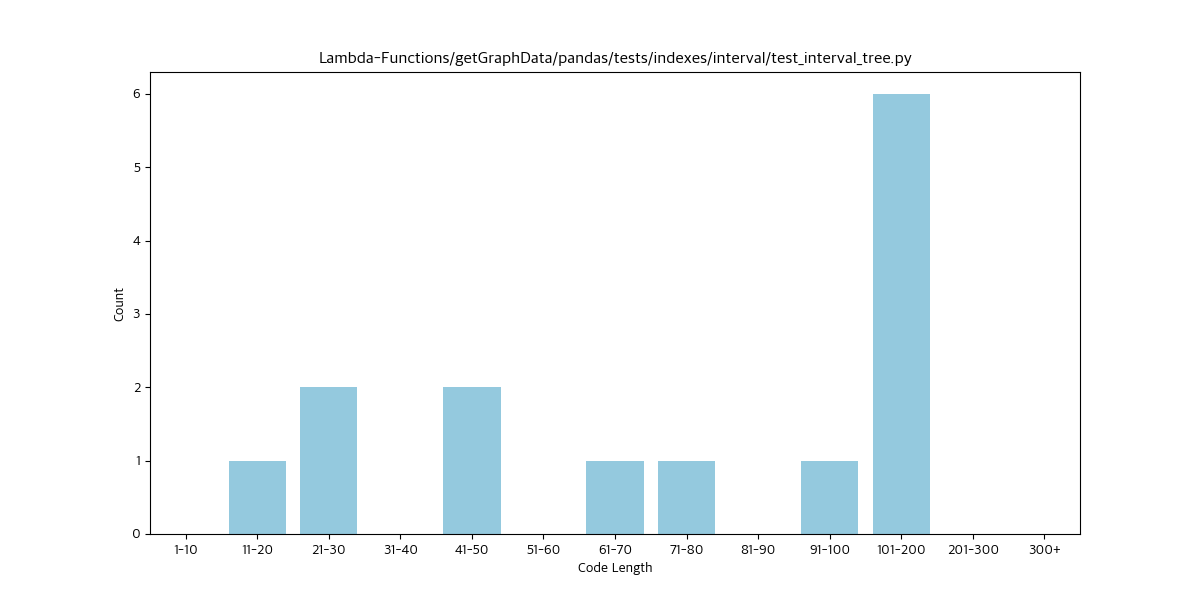 Lambda-Functions/getGraphData/pandas/tests/indexes/interval/test_interval_tree.py
6
5
4
3
2
1
0
Count
1-10 11-20 21-30 31-40 41-50 51-60 61-70 71-80 81-90 91-100 101-200 201-300 300+
Code Length